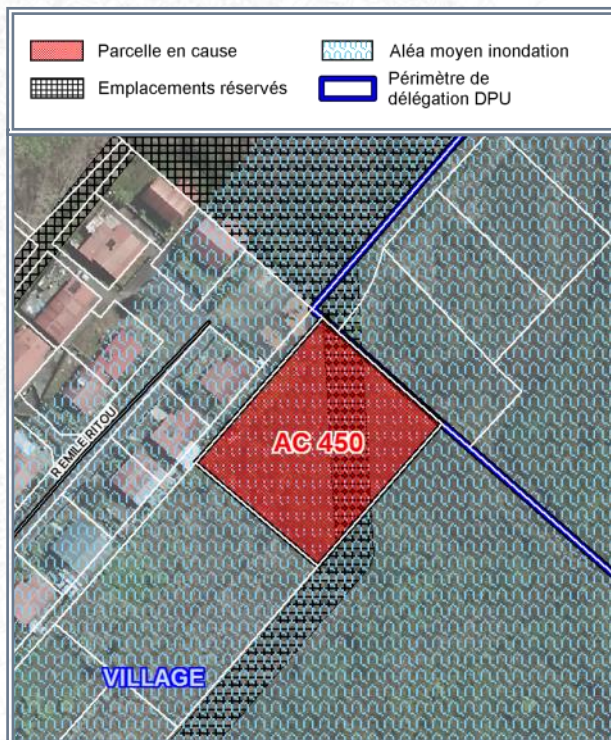 Parcelle en cause
Aléa moyen inondation
Emplacements réservés
Périmètre de
délégation DPU
R EMILE RITOU
AC 450
VILLAGE